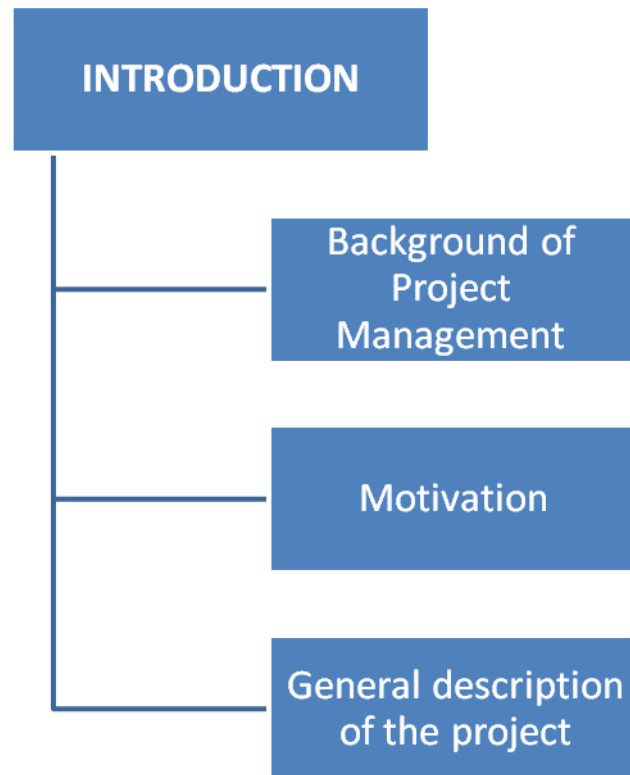 INTRODUCTION
Background of
Project
Management
Motivation
General description
of the project